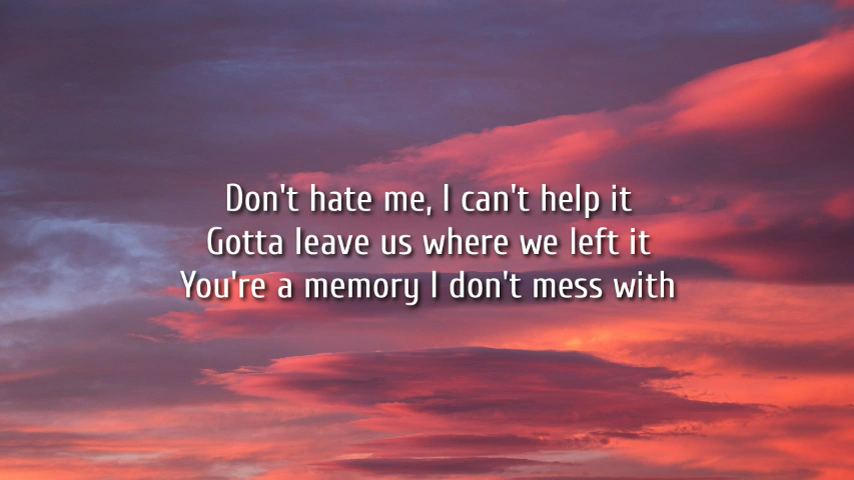 Don't hate me, I can't help it
Gotta leave us where we left it
You're a memory I don't mess with